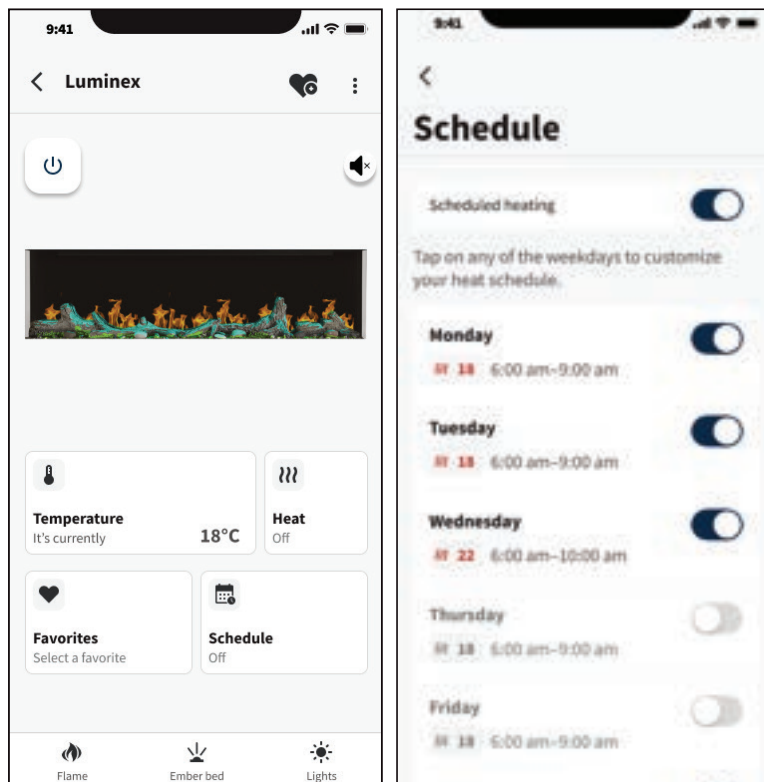 9:41
Luminex
Temperature
It's currently
18°C
Heat
Off
Favorites
Select a favorite
Schedule
Off
Flame
Ember bed
Lights
9:41
Schedule
Scheduled heating
Tap on any of the weekdays to customize
your heat schedule.
Monday
18 6:00 am–9:00 am
Tuesday
18 6:00 am–9:00 am
Wednesday
22 6:00 am–10:00 am
Thursday
18 6:00 am–9:00 am
Friday
18 6:00 am–9:00 am